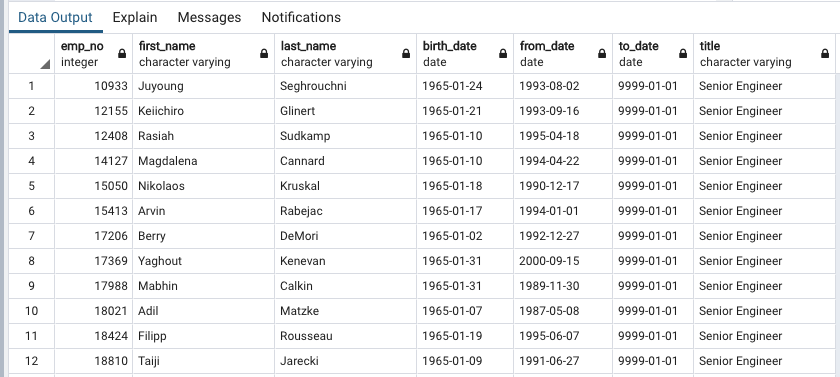 Data Output Explain Messages Notifications
emp_no first_name last_name birth_date from_date to_date title
integer character varying character varying date date date character varying
1 10933 Juyoung Seghrouchni 1965-01-24 1993-08-02 9999-01-01 Senior Engineer
2 12155 Keiichiro Glinert 1965-01-21 1993-09-16 9999-01-01 Senior Engineer
3 12408 Rasiah Sudkamp 1965-01-10 1995-04-18 9999-01-01 Senior Engineer
4 14127 Magdalena Cannard 1965-01-10 1994-04-22 9999-01-01 Senior Engineer
5 15050 Nikolaos Kruskal 1965-01-18 1990-12-17 9999-01-01 Senior Engineer
6 15413 Arvin Rabejac 1965-01-17 1994-01-01 9999-01-01 Senior Engineer
7 17206 Berry DeMori 1965-01-02 1992-12-27 9999-01-01 Senior Engineer
8 17369 Yaghout Kenevan 1965-01-31 2000-09-15 9999-01-01 Senior Engineer
9 17988 Mabhin Calkin 1965-01-31 1989-11-30 9999-01-01 Senior Engineer
10 18021 Adil Matzke 1965-01-07 1987-05-08 9999-01-01 Senior Engineer
11 18424 Filipp Rousseau 1965-01-19 1995-06-07 9999-01-01 Senior Engineer
12 18810 Taiji Jarecki 1965-01-09 1991-06-27 9999-01-01 Senior Engineer